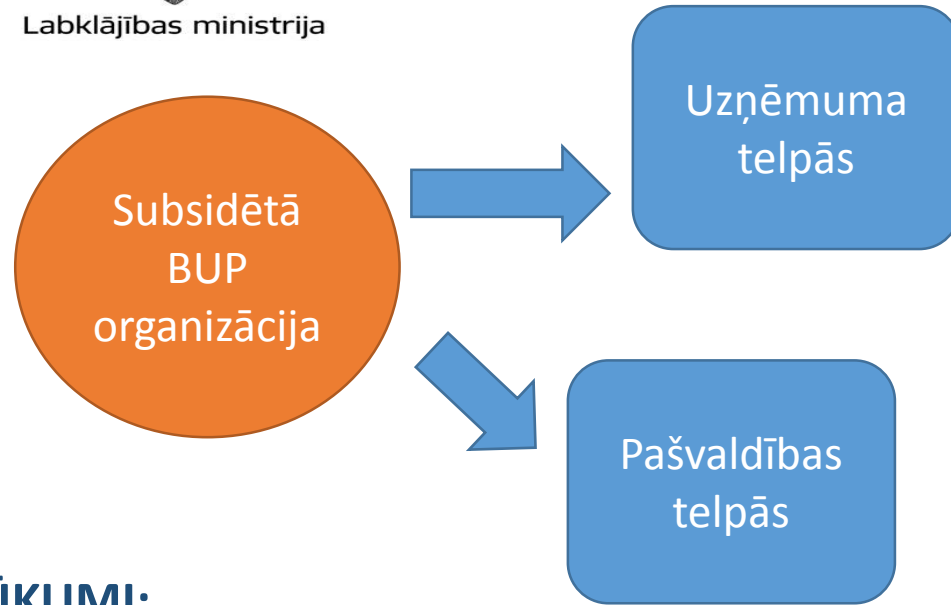 Labklājības ministrija
Uzņēmuma
telpās
Subsidētā
BUP
organizācija
Pašvaldības
telpās